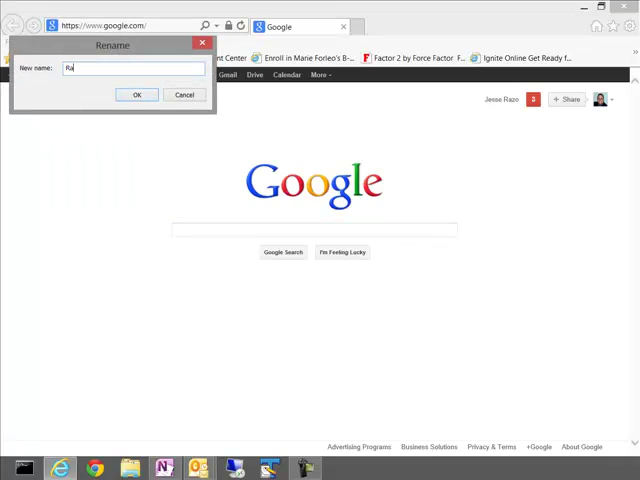 https://www.google.com/
Google
Rename
New name: Ra
OK Cancel
ent Center
Enroll in Marie Forleo's B-...
Factor 2 by Force Factor F...
Ignite Online Get Ready f...
Gmail Drive Calendar More
Jesse Razo 3 Share
Google
Google Search I'm Feeling Lucky
Advertising Programs Business Solutions Privacy & Terms +Google About Google